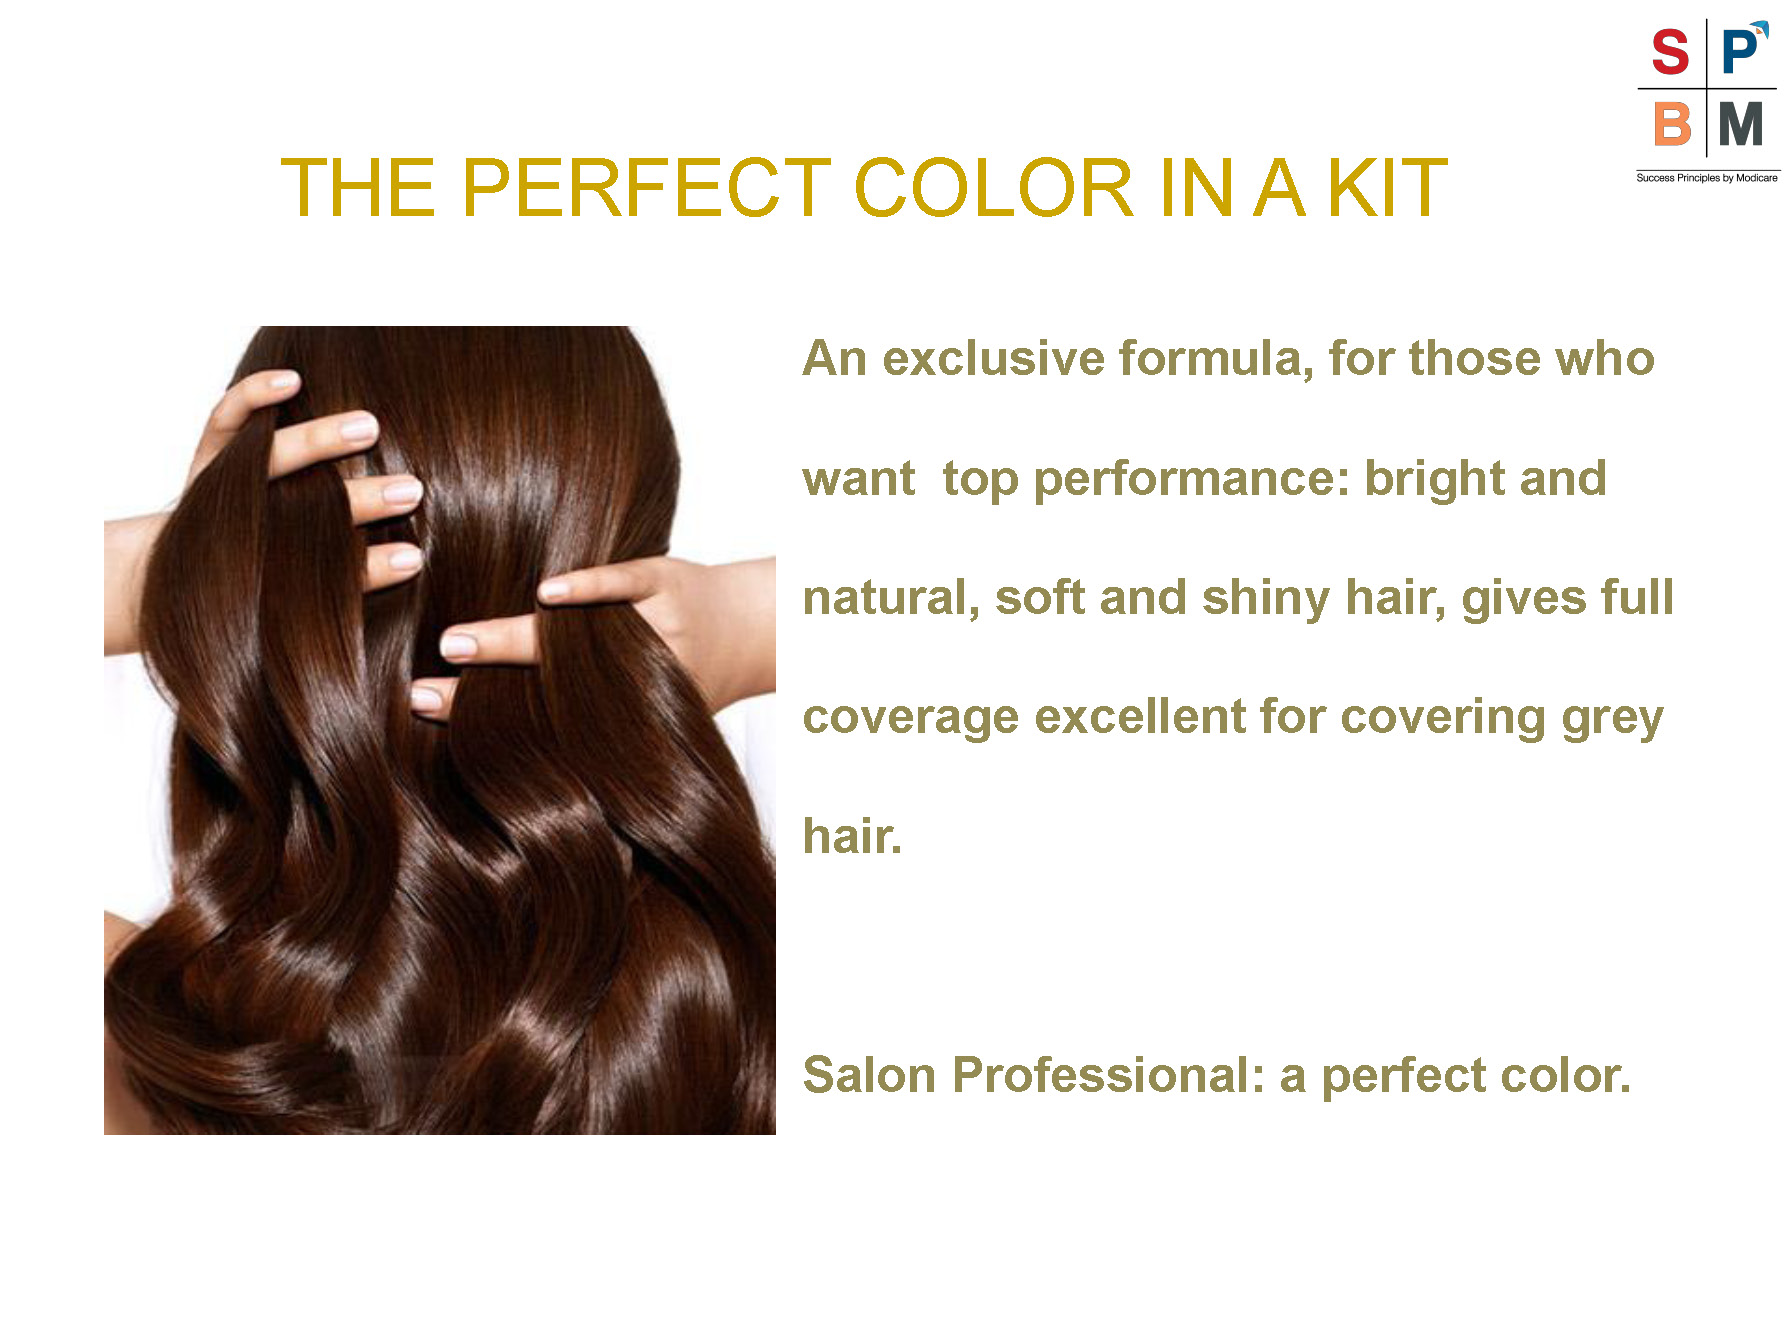 S P
B M
Success Principles by Modicare
THE PERFECT COLOR IN A KIT
An exclusive formula, for those who
want  top performance: bright and
natural, soft and shiny hair, gives full
coverage excellent for covering grey
hair.
Salon Professional: a perfect color.